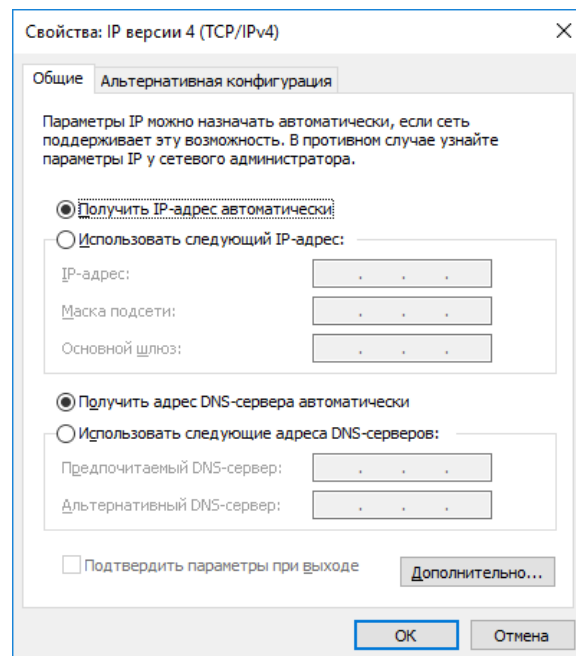 Свойства: IP версии 4 (TCP/IPv4)
Общие
Альтернативная конфигурация
Параметры IP можно назначать автоматически, если сеть
поддерживает эту возможность. В противном случае узнайте
параметры IP у сетевого администратора.
Получить IP-адрес автоматически
Использовать следующий IP-адрес:
IP-адрес:
Маска подсети:
Основной шлюз:
Получить адрес DNS-сервера автоматически
Использовать следующие адреса DNS-серверов:
Предпочитаемый DNS-сервер:
Альтернативный DNS-сервер:
Подтвердить параметры при выходе
Дополнительно...
ОК
Отмена